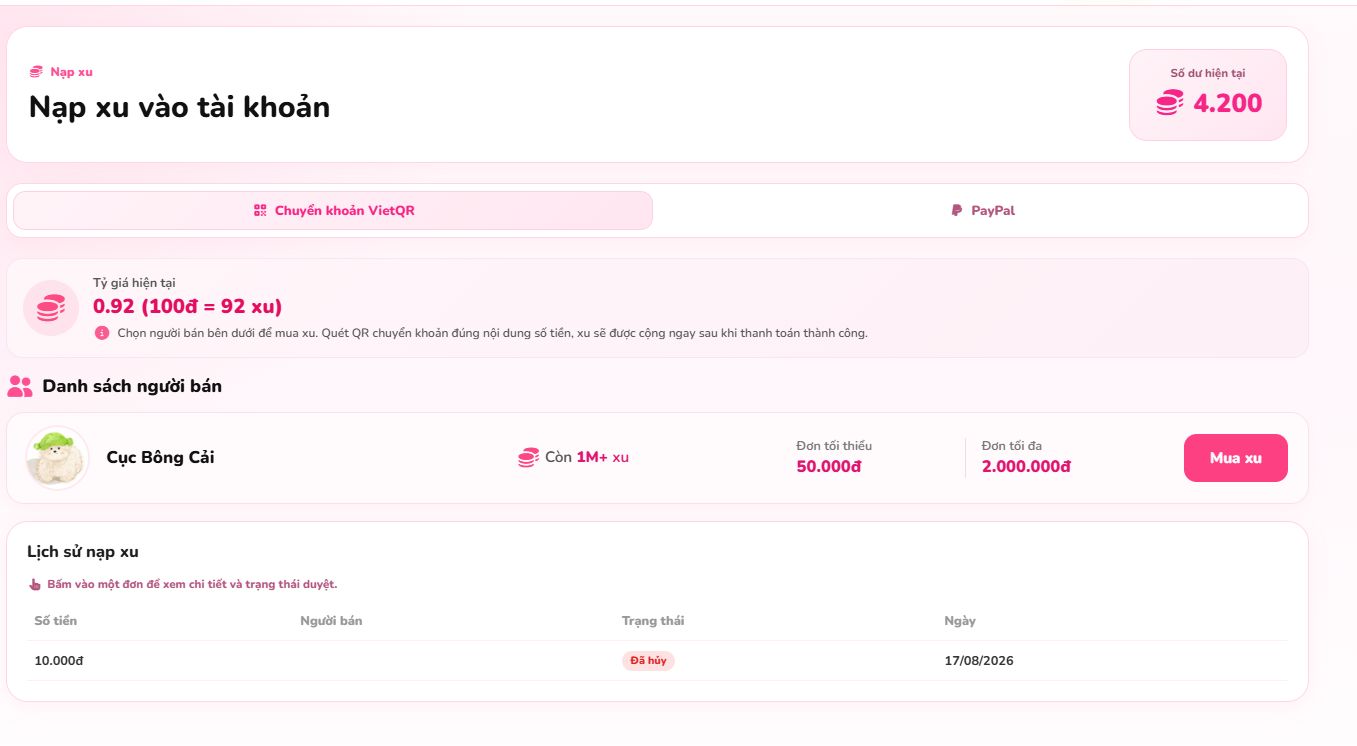 Nạp xu
Nạp xu vào tài khoản
Số dư hiện tại
4.200
Chuyển khoản VietQR
PayPal
Tỷ giá hiện tại
0.92 (100đ = 92 xu)
Chọn người bán bên dưới để mua xu. Quét QR chuyển khoản đúng nội dung số tiền, xu sẽ được cộng ngay sau khi thanh toán thành công.
Danh sách người bán
Cục Bông Cải
Còn 1M+ xu
Đơn tối thiểu
50.000đ
Đơn tối đa
2.000.000đ
Mua xu
Lịch sử nạp xu
Bấm vào một đơn để xem chi tiết và trạng thái duyệt.
Số tiền Người bán Trạng thái Ngày
10.000đ Đã hủy 17/08/2026